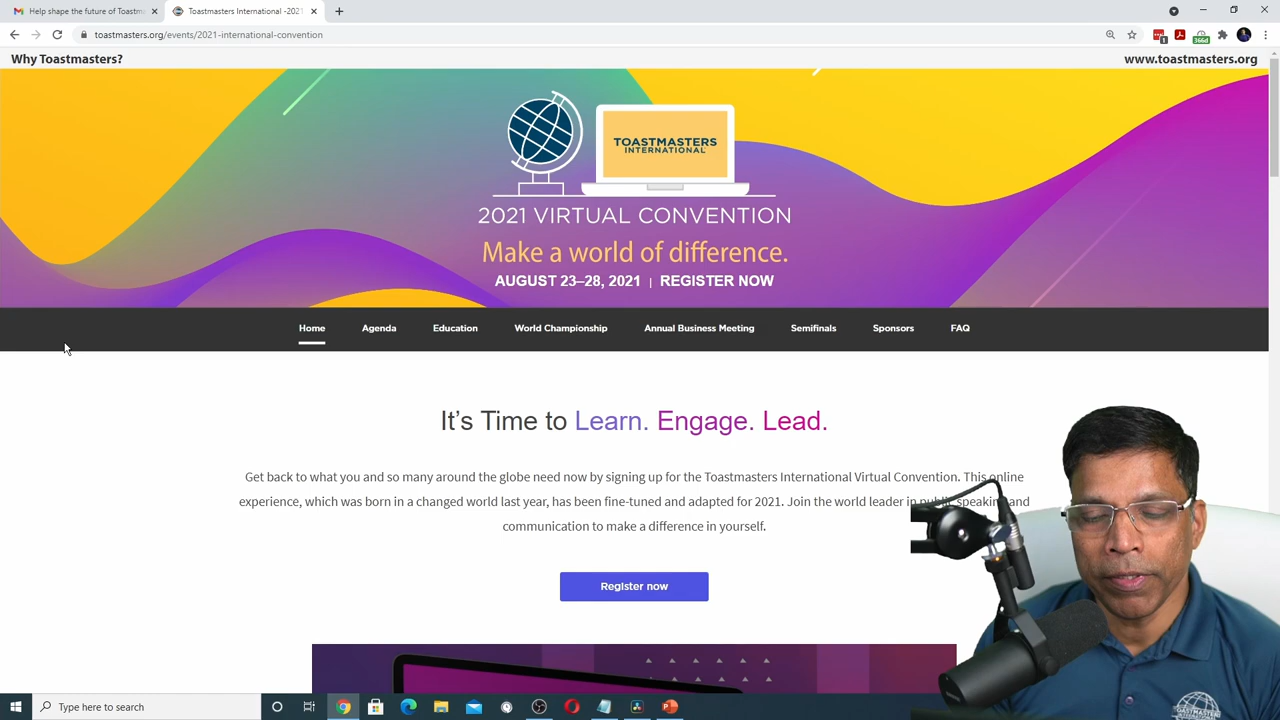 Help shape the future of Toastma
Toastmasters International -2021
toastmasters.org/events/2021-international-convention
1
366d
Why Toastmasters?
www.toastmasters.org
TOASTMASTERS
INTERNATIONAL
2021 VIRTUAL CONVENTION
Make a world of difference.
AUGUST 23–28, 2021 | REGISTER NOW
Home Agenda Education World Championship Annual Business Meeting Semifinals Sponsors FAQ
It’s Time to Learn. Engage. Lead.
Get back to what you and so many around the globe need now by signing up for the Toastmasters International Virtual Convention. This online
experience, which was born in a changed world last year, has been fine-tuned and adapted for 2021. Join the world leader in public speaking and
communication to make a difference in yourself.
Register now
TOASTMASTERS
Type here to search